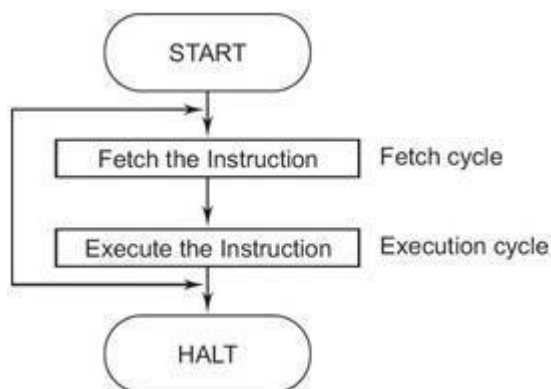 START
Fetch the Instruction
Fetch cycle
Execute the Instruction
Execution cycle
HALT